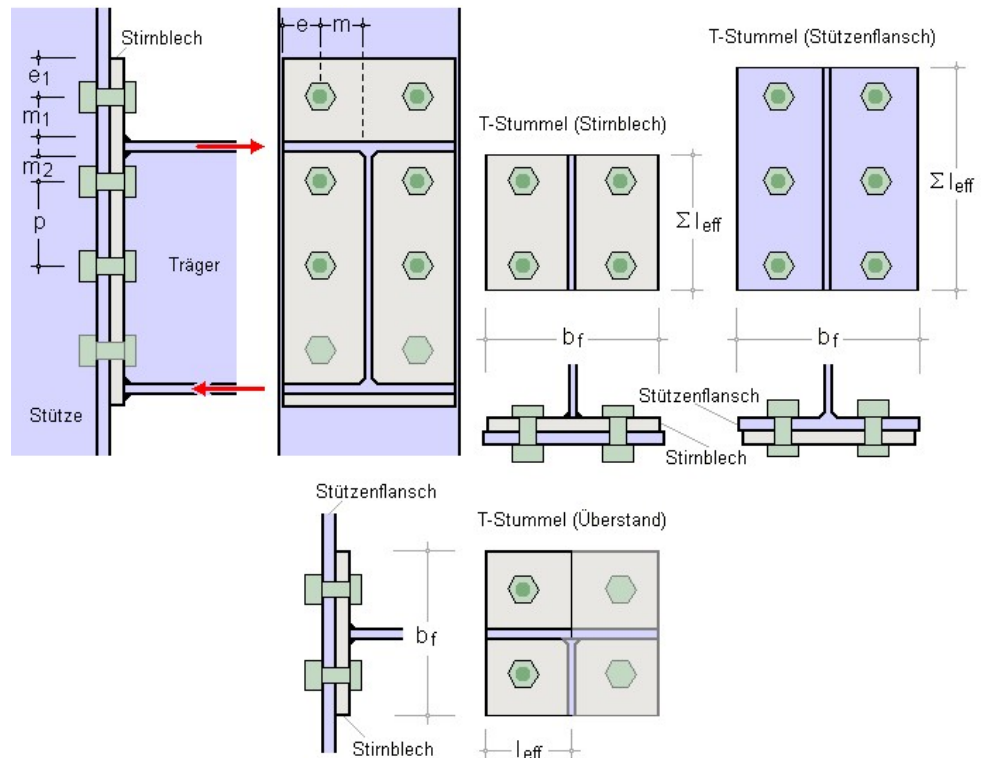 Stirnblech
e1
m1
m2
p
Träger
Stütze
e m
T-Stummel (Stirnblech)
Σ leff
bf
T-Stummel (Stützenflansch)
Σ leff
bf
Stützenflansch
Stirnblech
Stützenflansch
bf
Stirnblech
T-Stummel (Überstand)
leff